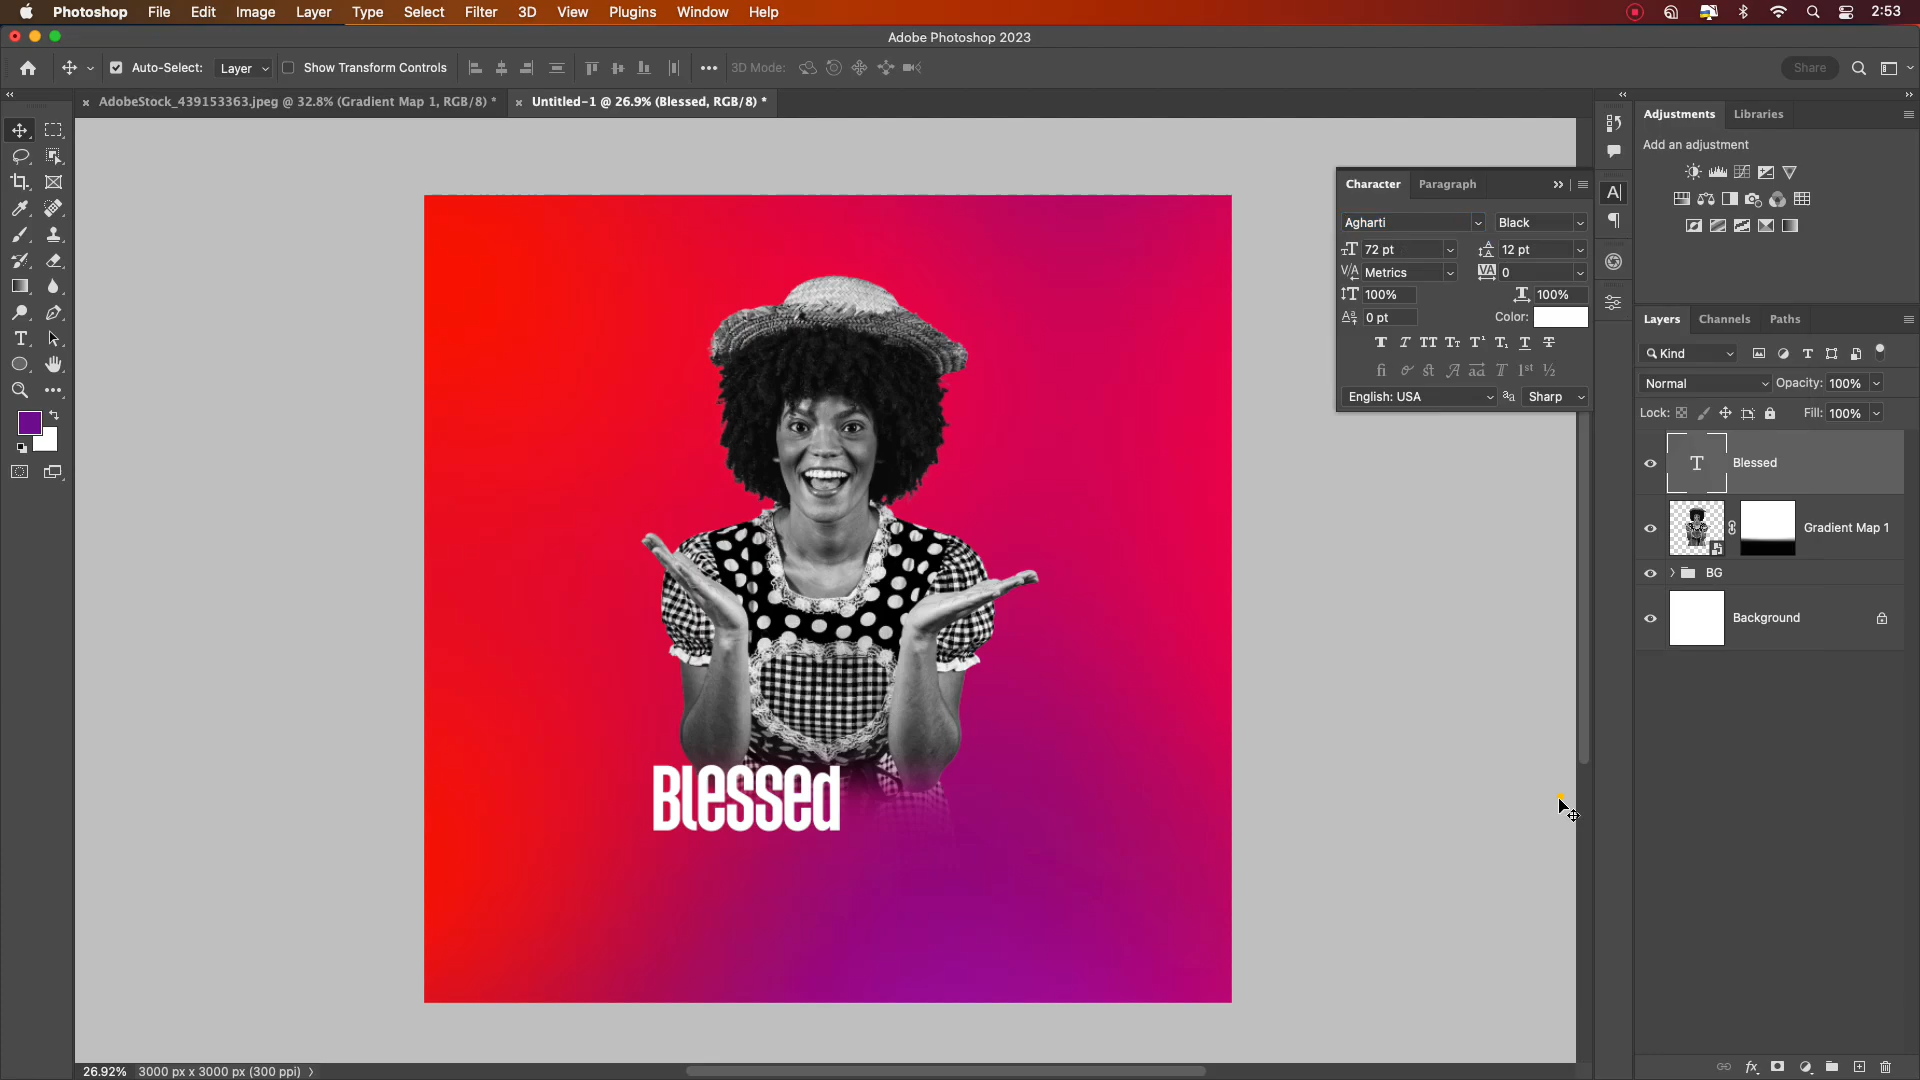 Photoshop File Edit Image Layer Type Select Filter 3D View Plugins Window Help 2:53
Adobe Photoshop 2023
Auto-Select: Layer Show Transform Controls 3D Mode: Share
AdobeStock_439153363.jpeg @ 32.8% (Gradient Map 1, RGB/8) * Untitled-1 @ 26.9% (Blessed, RGB/8) *
Adjustments Libraries
Add an adjustment
Character Paragraph
Agharti Black
72 pt 12 pt
Metrics 0
100% 100%
0 pt Color:
English: USA Sharp
Layers Channels Paths
Kind
Normal Opacity: 100%
Lock: Fill: 100%
Blessed
Gradient Map 1
BG
Background
Blessed
26.92% 3000 px x 3000 px (300 ppi)